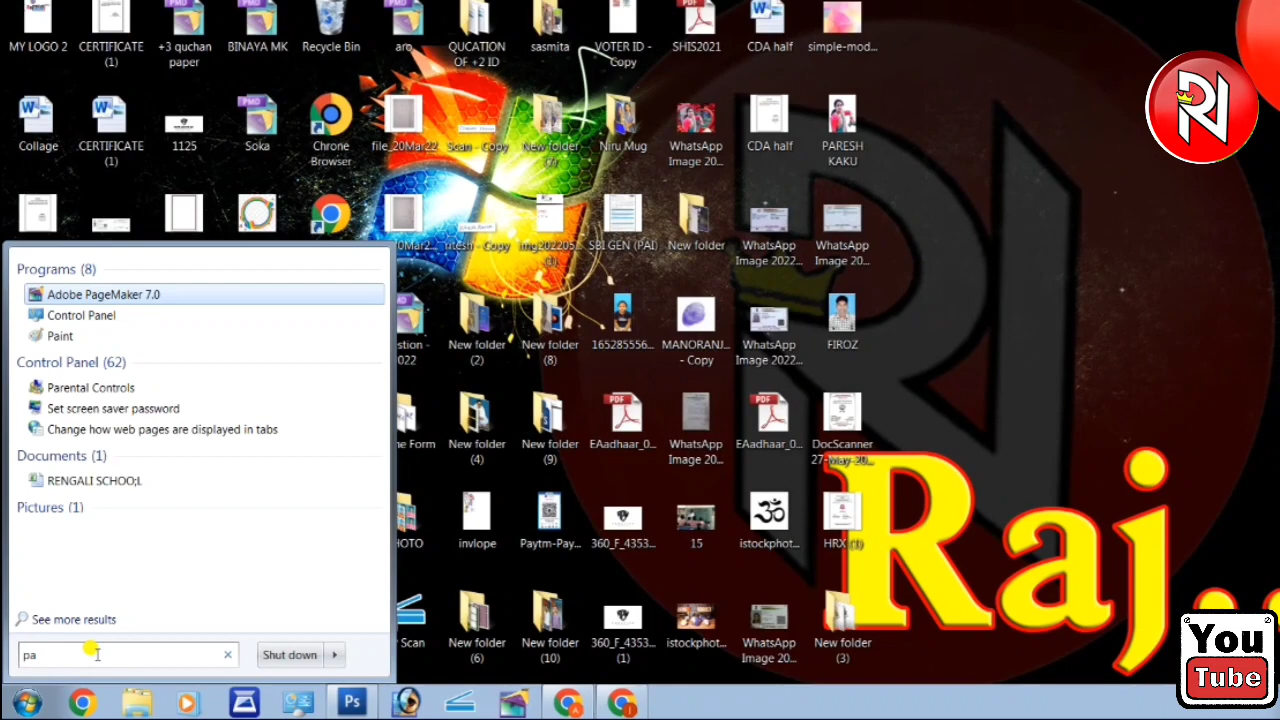 MY LOGO 2
CERTIFICATE
(1)
+3 quchan
paper
BINAYA MK
Recycle Bin
aro
QUCATION
OF +2 ID
sasmita
VOTER ID -
Copy
SHIS2021
CDA half
simple-mod...
Collage
CERTIFICATE
(1)
1125
Soka
Chrone
Browser
file_20Mar22
Scan - Copy
New folder
(7)
Niru Mug
WhatsApp
Image 20...
CDA half
PARESH
KAKU
utesh - Copy
img202205...
SBI GEN (PAI)
New folder
WhatsApp
Image 2022...
WhatsApp
Image 20...
Programs (8)
Adobe PageMaker 7.0
Control Panel
Paint
Control Panel (62)
Parental Controls
Set screen saver password
Change how web pages are displayed in tabs
Documents (1)
RENGALI SCHOO;L
Pictures (1)
See more results
pa
Shut down
New folder
(2)
New folder
(8)
165285556...
MANORANJ...
- Copy
WhatsApp
Image 2022...
FIROZ
New folder
(4)
New folder
(9)
EAadhaar_0...
WhatsApp
Image 20...
EAadhaar_0...
DocScanner
27-May-20...
HOTO
invlope
Paytm-Pay...
360_F_4353...
15
istockphot...
HRX (1)
Scan
New folder
(6)
New folder
(10)
360_F_4353...
(1)
istockphot...
WhatsApp
Image 20...
New folder
(3)
Raj...
Ps
You
Tube